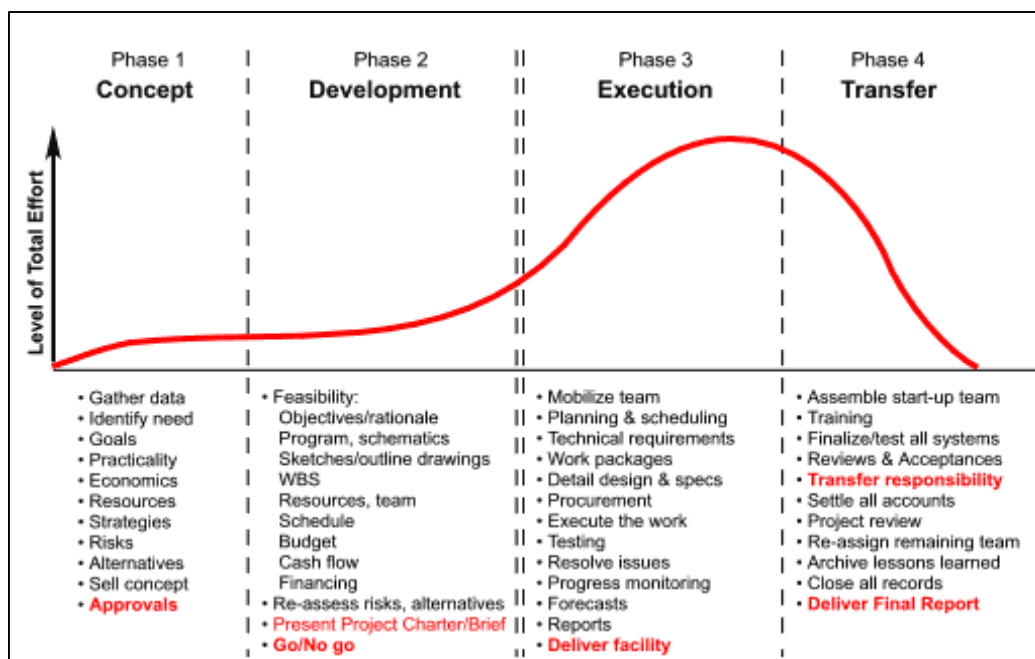 Phase 1
Concept
Phase 2
Development
Phase 3
Execution
Phase 4
Transfer
Level of Total Effort
• Gather data
• Identify need
• Goals
• Practicality
• Economics
• Resources
• Strategies
• Risks
• Alternatives
• Sell concept
• Approvals
• Feasibility:
Objectives/rationale
Program, schematics
Sketches/outline drawings
WBS
Resources, team
Schedule
Budget
Cash flow
Financing
• Re-assess risks, alternatives
• Present Project Charter/Brief
• Go/No go
• Mobilize team
• Planning & scheduling
• Technical requirements
• Work packages
• Detail design & specs
• Procurement
• Execute the work
• Testing
• Resolve issues
• Progress monitoring
• Forecasts
• Reports
• Deliver facility
• Assemble start-up team
• Training
• Finalize/test all systems
• Reviews & Acceptances
• Transfer responsibility
• Settle all accounts
• Project review
• Re-assign remaining team
• Archive lessons learned
• Close all records
• Deliver Final Report